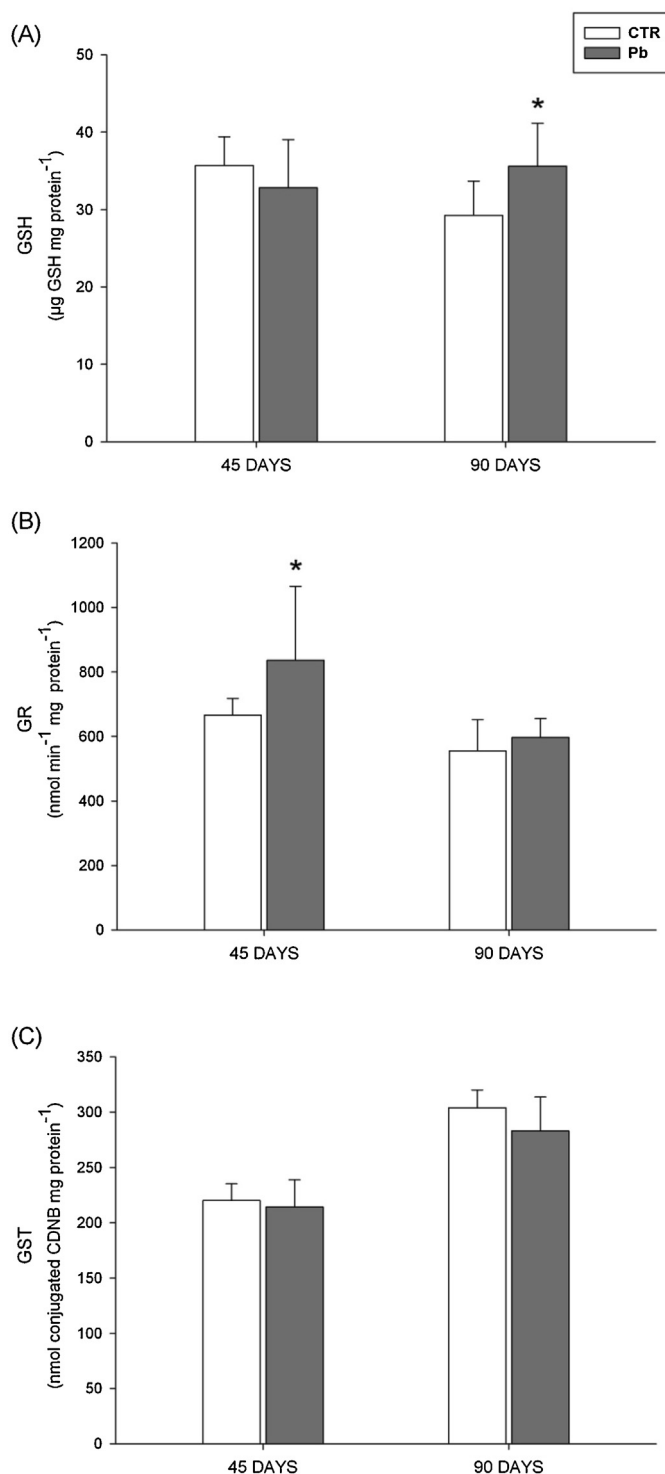 (A)
CTR
Pb
50
40
30
20
10
0
GSH
(µg GSH mg protein⁻¹)
*
45 DAYS
90 DAYS
(B)
1200
1000
800
600
400
200
0
GR
(nmol min⁻¹ mg protein⁻¹)
*
45 DAYS
90 DAYS
(C)
350
300
250
200
150
100
50
0
GST
(nmol conjugated CDNB mg protein⁻¹)
45 DAYS
90 DAYS